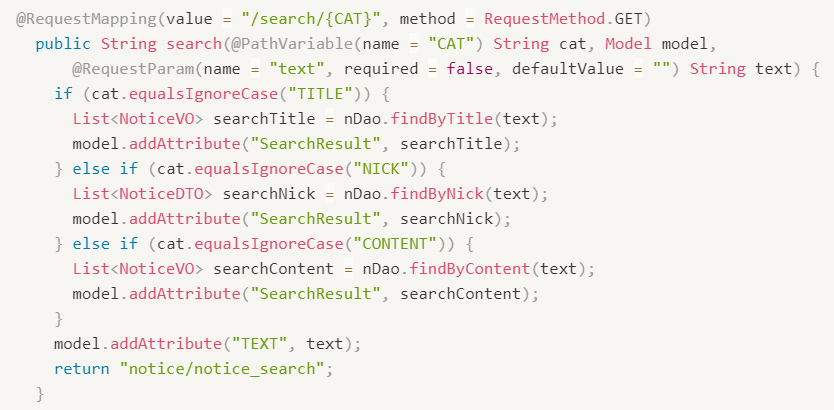 @RequestMapping(value = "/search/{CAT}", method = RequestMethod.GET)
  public String search(@PathVariable(name = "CAT") String cat, Model model,
      @RequestParam(name = "text", required = false, defaultValue = "") String text) {
    if (cat.equalsIgnoreCase("TITLE")) {
      List<NoticeVO> searchTitle = nDao.findByTitle(text);
      model.addAttribute("SearchResult", searchTitle);
    } else if (cat.equalsIgnoreCase("NICK")) {
      List<NoticeDTO> searchNick = nDao.findByNick(text);
      model.addAttribute("SearchResult", searchNick);
    } else if (cat.equalsIgnoreCase("CONTENT")) {
      List<NoticeVO> searchContent = nDao.findByContent(text);
      model.addAttribute("SearchResult", searchContent);
    }
    model.addAttribute("TEXT", text);
    return "notice/notice_search";
  }